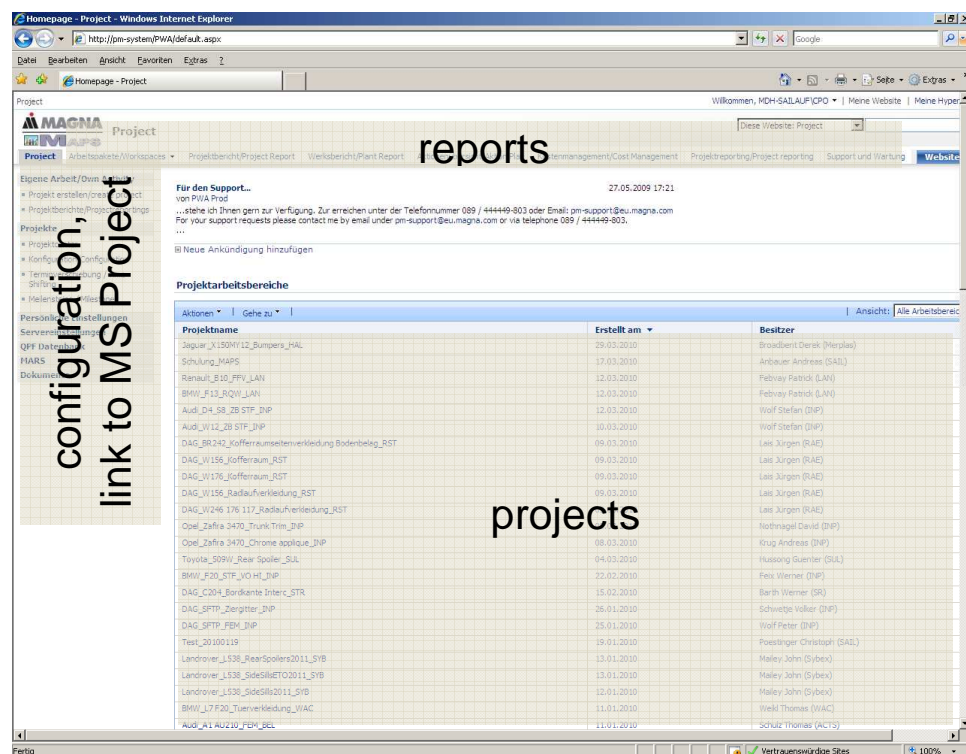 Homepage - Project - Windows Internet Explorer
http://pm-system/PWA/default.aspx
Google
Datei Bearbeiten Ansicht Favoriten Extras ?
Homepage - Project
Seite Extras
Project
Willkommen, MDH-SAILAUF\CPO | Meine Website | Meine Hyper
MAGNA
MAPS
Project
Diese Website: Project
reports
Project Arbeitspakete/Workspaces Projektbericht/Project Report Werksbericht/Plant Report Kostenmanagement/Cost Management Projektreporting/Project reporting Support und Wartung Website
Eigene Arbeit/Own Activity
Projekt erstellen/create project
Projektberichte/Projectreportings
Projekte
Persönliche Einstellungen
Servereinstellungen
QFF Datenbank
MARS
configuration,
link to MS Project
Für den Support...
27.05.2009 17:21
von PWA Prod
...stehe ich Ihnen gern zur Verfügung. Zur erreichen unter der Telefonnummer 089 / 444449-803 oder Email: pm-support@eu.magna.com
For your support requests please contact me by email under pm-support@eu.magna.com or via telephone 089 / 444449-803.
...
Neue Ankündigung hinzufügen
Projektarbeitsbereiche
Aktionen | Gehe zu |
| Ansicht: Alle Arbeitsbereic
Projektname Erstellt am Besitzer
Jaguar_X150MY12_Bumpers_HAL 29.03.2010 Broadbent Derek (Merplas)
Schulung_MAPS 17.03.2010 Anbauer Andreas (SAIL)
Renault_B10_FFV_LAN 12.03.2010 Febvay Patrick (LAN)
BMW_F13_RQW_LAN 12.03.2010 Febvay Patrick (LAN)
Audi_D4_S8_ZB STF_INP 12.03.2010 Wolf Stefan (INP)
Audi_W12_ZB STF_INP 10.03.2010 Wolf Stefan (INP)
DAG_BR242_Kofferraumseitenverkleidung Bodenbelag_RST 09.03.2010 Lais Jürgen (RAE)
DAG_W156_Kofferraum_RST 09.03.2010 Lais Jürgen (RAE)
DAG_W176_Kofferraum_RST 09.03.2010 Lais Jürgen (RAE)
DAG_W156_Radlaufverkleidung_RST 09.03.2010 Lais Jürgen (RAE)
DAG_W246 176 117_Radlaufverkleidung_RST Lais Jürgen (RAE)
projects
Opel_Zafira 3470_Trunk Trim_INP Nothnagel David (INP)
Opel_Zafira 3470_Chrome applique_INP 08.03.2010 Krug Andreas (INP)
Toyota_509W_Rear Spoiler_SUL 04.03.2010 Hussong Guenter (SUL)
BMW_F20_STF_VO HI_INP 22.02.2010 Feix Werner (INP)
DAG_C204_Bordkante Interc_STR 15.02.2010 Barth Werner (SR)
DAG_SFTP_Ziergitter_INP 26.01.2010 Schwetje Volker (INP)
DAG_SFTP_FEM_INP 25.01.2010 Wolf Peter (INP)
Test_20100119 19.01.2010 Poestinger Christoph (SAIL)
Landrover_L538_RearSpoilers2011_SYB 13.01.2010 Mailey John (Sybex)
Landrover_L538_SideSillsETO2011_SYB 13.01.2010 Mailey John (Sybex)
Landrover_L538_SideSills2011_SYB 12.01.2010 Mailey John (Sybex)
BMW_L7 F20_Tuerverkleidung_WAC 11.01.2010 Weikl Thomas (WAC)
Audi_A1 AU210_FEM_BEL 11.01.2010 Schulz Thomas (ACTS)
Fertig
Vertrauenswürdige Sites
100%